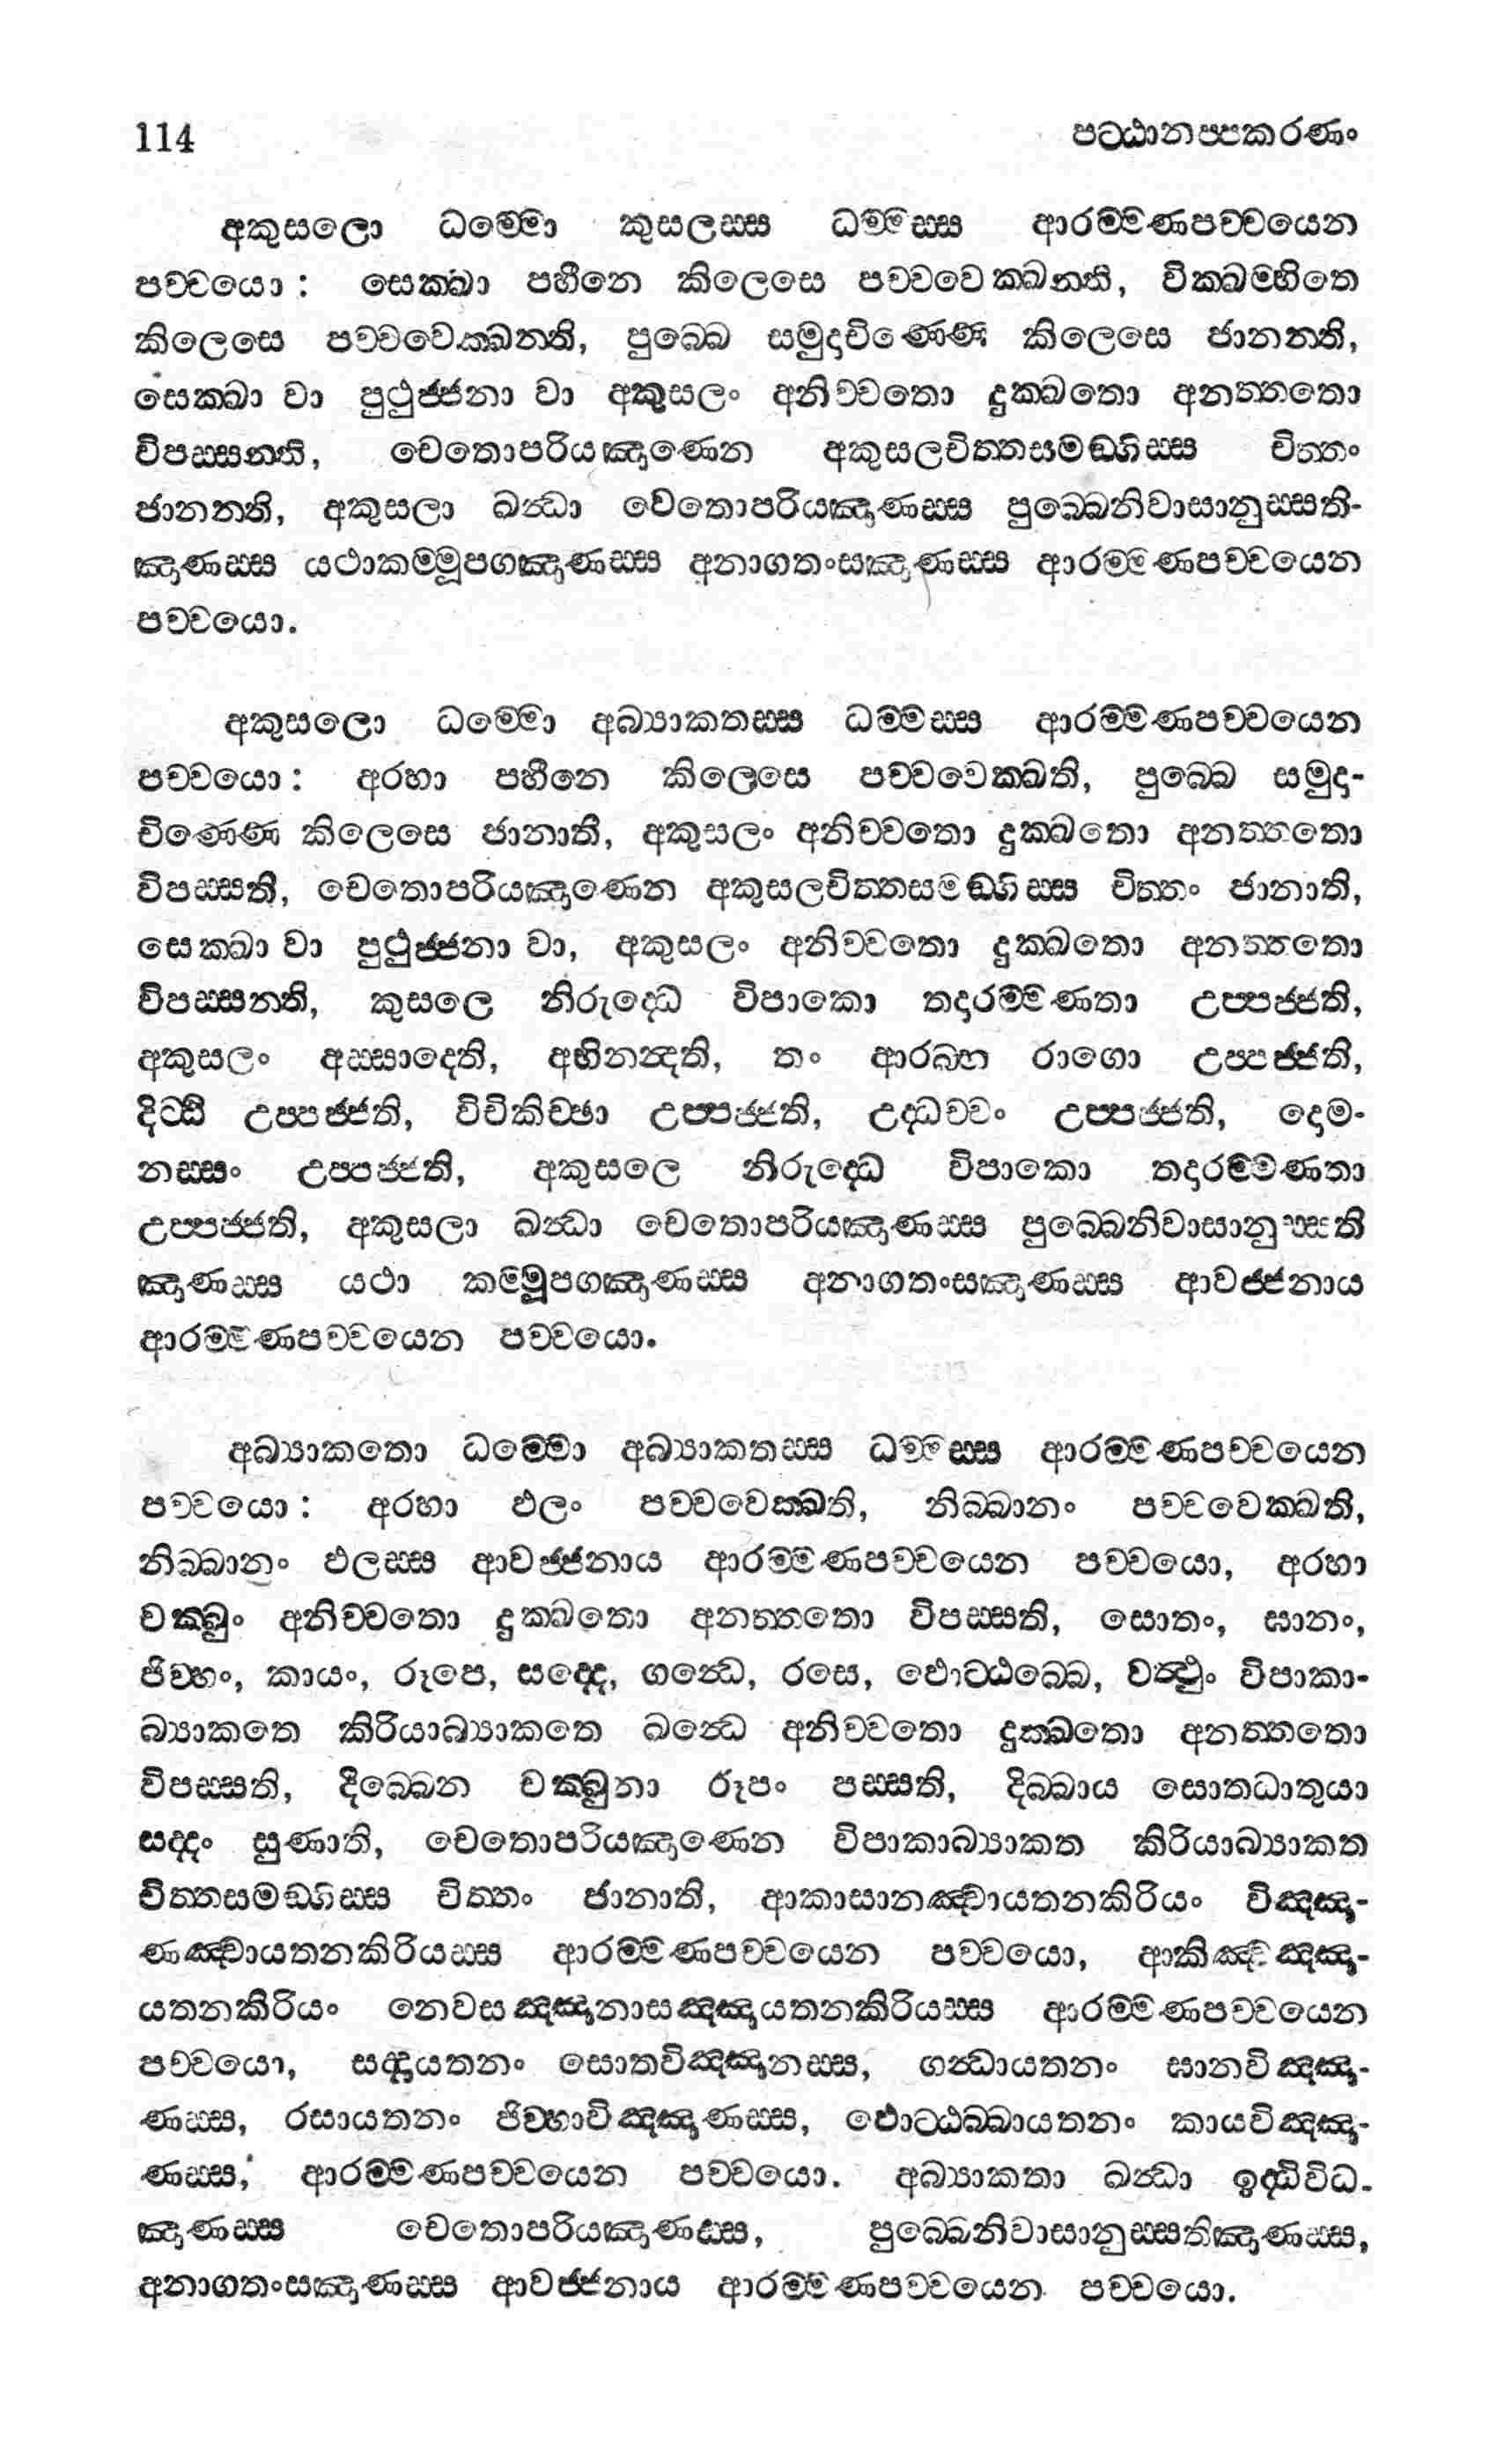 114 පට්ඨානප්පකරණං
අකුසලො ධම්මො කුසලස්ස ධම්මස්ස ආරම්මණපච්චයෙන
පච්චයො : සෙක්ඛා පහීනෙ කිලෙසෙ පච්චවෙක්ඛන්ති, වික්ඛම්භිතෙ
කිලෙසෙ පච්චවෙක්ඛන්ති, පුබ්බෙ සමුදාචිණ්ණෙ කිලෙසෙ ජානන්ති,
සෙක්ඛා වා පුථුජ්ජනා වා අකුසලං අනිච්චතො දුක්ඛතො අනත්තතො
විපස්සන්ති, චෙතොපරියඤාණෙන අකුසලචිත්තසමඞ්ගිස්ස චිත්තං
ජානන්ති, අකුසලා ඛන්ධා චෙතොපරියඤාණස්ස පුබ්බෙනිවාසානුස්සති-
ඤාණස්ස යථාකම්මූපගඤාණස්ස අනාගතංසඤාණස්ස ආරම්මණපච්චයෙන
පච්චයො.
අකුසලො ධම්මො අබ්‍යාකතස්ස ධම්මස්ස ආරම්මණපච්චයෙන
පච්චයො : අරහා පහීනෙ කිලෙසෙ පච්චවෙක්ඛති, පුබ්බෙ සමුදා-
චිණ්ණෙ කිලෙසෙ ජානාති, අකුසලං අනිච්චතො දුක්ඛතො අනත්තතො
විපස්සති, චෙතොපරියඤාණෙන අකුසලචිත්තසමඞ්ගිස්ස චිත්තං ජානාති,
සෙක්ඛා වා පුථුජ්ජනා වා, අකුසලං අනිච්චතො දුක්ඛතො අනත්තතො
විපස්සන්ති, කුසලෙ නිරුද්ධෙ විපාකො තදාරම්මණතා උප්පජ්ජති,
අකුසලං අස්සාදෙති, අභිනන්දති, තං ආරබ්භ රාගො උප්පජ්ජති,
දිට්ඨි උප්පජ්ජති, විචිකිච්ඡා උප්පජ්ජති, උද්ධච්චං උප්පජ්ජති, දොම-
නස්සං උප්පජ්ජති, අකුසලෙ නිරුද්ධෙ විපාකො තදාරම්මණතා
උප්පජ්ජති, අකුසලා ඛන්ධා චෙතොපරියඤාණස්ස පුබ්බෙනිවාසානුස්සති
ඤාණස්ස යථා කම්මූපගඤාණස්ස අනාගතංසඤාණස්ස ආවජ්ජනාය
ආරම්මණපච්චයෙන පච්චයො.
අබ්‍යාකතො ධම්මො අබ්‍යාකතස්ස ධම්මස්ස ආරම්මණපච්චයෙන
පච්චයො : අරහා ඵලං පච්චවෙක්ඛති, නිබ්බානං පච්චවෙක්ඛති,
නිබ්බානං ඵලස්ස ආවජ්ජනාය ආරම්මණපච්චයෙන පච්චයො, අරහා
චක්ඛුං අනිච්චතො දුක්ඛතො අනත්තතො විපස්සති, සොතං, ඝානං,
ජිව්හං, කායං, රූපෙ, සද්දෙ, ගන්ධෙ, රසෙ, ඵොට්ඨබ්බෙ, වත්ථුං විපාකා-
බ්‍යාකතෙ කිරියාබ්‍යාකතෙ ඛන්ධෙ අනිච්චතො දුක්ඛතො අනත්තතො
විපස්සති, දිබ්බෙන චක්ඛුනා රූපං පස්සති, දිබ්බාය සොතධාතුයා
සද්දං සුණාති, චෙතොපරියඤාණෙන විපාකාබ්‍යාකත කිරියාබ්‍යාකත
චිත්තසමඞ්ගිස්ස චිත්තං ජානාති, ආකාසානඤ්චායතනකිරියං විඤ්ඤා-
ණඤ්චායතනකිරියස්ස ආරම්මණපච්චයෙන පච්චයො, ආකිඤ්චඤ්ඤා-
යතනකිරියං නෙවසඤ්ඤානාසඤ්ඤායතනකිරියස්ස ආරම්මණපච්චයෙන
පච්චයො, සද්දායතනං සොතවිඤ්ඤානස්ස, ගන්ධායතනං ඝානවිඤ්ඤා-
ණස්ස, රසායතනං ජිව්හාවිඤ්ඤාණස්ස, ඵොට්ඨබ්බායතනං කායවිඤ්ඤා-
ණස්ස, ආරම්මණපච්චයෙන පච්චයො. අබ්‍යාකතා ඛන්ධා ඉද්ධිවිධ-
ඤාණස්ස චෙතොපරියඤාණස්ස, පුබ්බෙනිවාසානුස්සතිඤාණස්ස,
අනාගතංසඤාණස්ස ආවජ්ජනාය ආරම්මණපච්චයෙන පච්චයො.